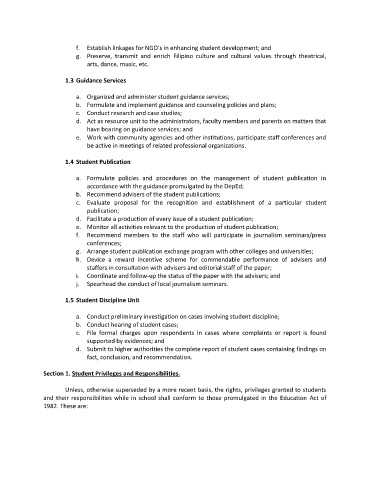 f. Establish linkages for NGO's in enhancing student development; and
g. Preserve, transmit and enrich Filipino culture and cultural values through theatrical,
arts, dance, music, etc.
1.3 Guidance Services
a. Organized and administer student guidance services;
b. Formulate and implement guidance and counseling policies and plans;
c. Conduct research and case studies;
d. Act as resource unit to the administrators, faculty members and parents on matters that
have bearing on guidance services; and
e. Work with community agencies and other institutions, participate staff conferences and
be active in meetings of related professional organizations.
1.4 Student Publication
a. Formulate policies and procedures on the management of student publication in
accordance with the guidance promulgated by the DepEd;
b. Recommend advisers of the student publications;
c. Evaluate proposal for the recognition and establishment of a particular student
publication;
d. Facilitate a production of every issue of a student publication;
e. Monitor all activities relevant to the production of student publication;
f. Recommend members to the staff who will participate in journalism seminars/press
conferences;
g. Arrange student publication exchange program with other colleges and universities;
h. Device a reward incentive scheme for commendable performance of advisers and
staffers in consultation with advisers and editorial staff of the paper;
i. Coordinate and follow-up the status of the paper with the advisers; and
j. Spearhead the conduct of local journalism seminars.
1.5 Student Discipline Unit
a. Conduct preliminary investigation on cases involving student discipline;
b. Conduct hearing of student cases;
c. File formal charges upon respondents in cases where complaints or report is found
supported by evidences; and
d. Submit to higher authorities the complete report of student cases containing findings on
fact, conclusion, and recommendation.
Section 1. Student Privileges and Responsibilities.
Unless, otherwise superseded by a more recent basis, the rights, privileges granted to students
and their responsibilities while in school shall conform to those promulgated in the Education Act of
1982. These are: